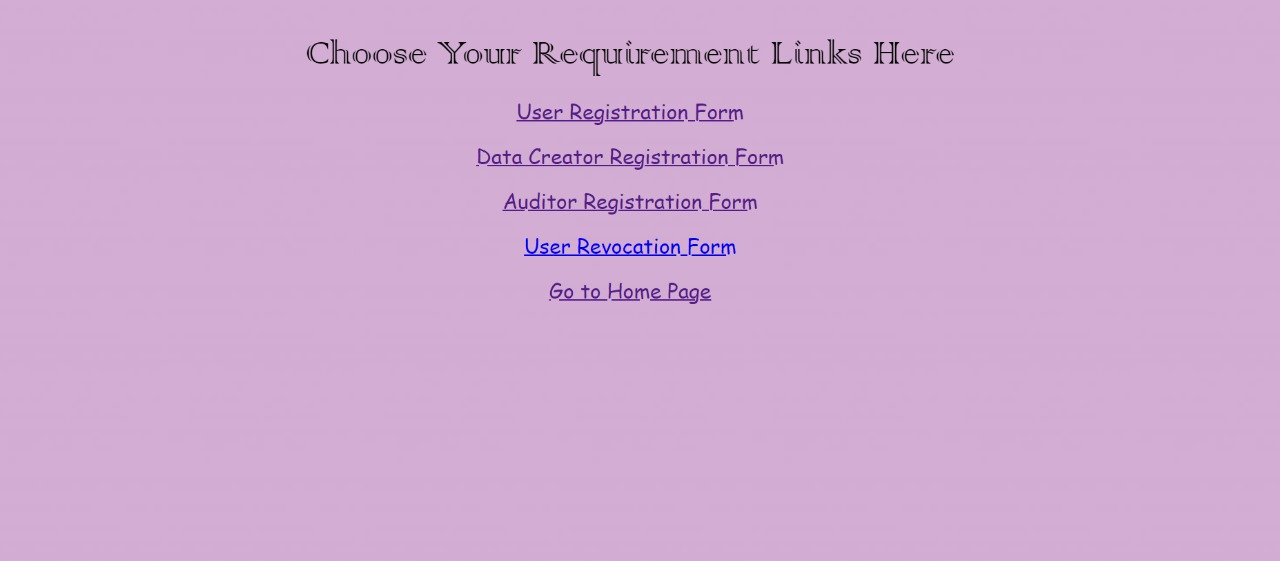 Choose Your Requirement Links Here
User Registration Form
Data Creator Registration Form
Auditor Registration Form
User Revocation Form
Go to Home Page